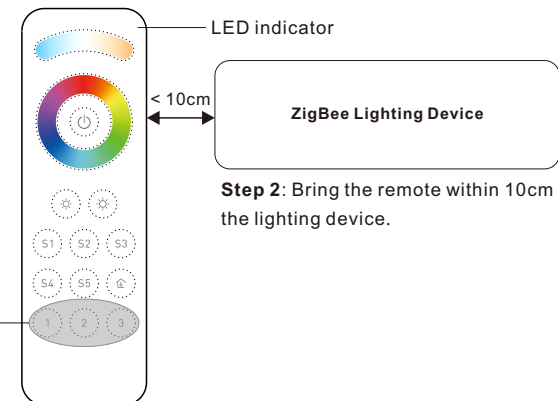 LED indicator
< 10cm
ZigBee Lighting Device
Step 2: Bring the remote within 10cm
the lighting device.
S1 S2 S3
S4 S5
1 2 3